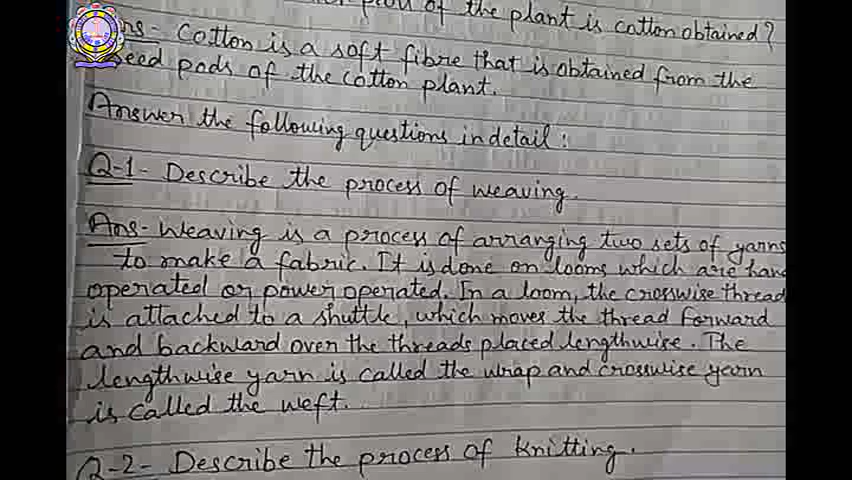 of the plant is cotton obtained?
Ans- Cotton is a soft fibre that is obtained from the
seed pods of the cotton plant.
Answer the following questions in detail:
Q-1- Describe the process of weaving.
Ans- Weaving is a process of arranging two sets of yarns
to make a fabric. It is done on looms which are hand
operated or power operated. In a loom, the crosswise thread
is attached to a shuttle, which moves the thread forward
and backward over the threads placed lengthwise. The
lengthwise yarn is called the wrap and crosswise yarn
is called the weft.
Q-2- Describe the process of knitting.